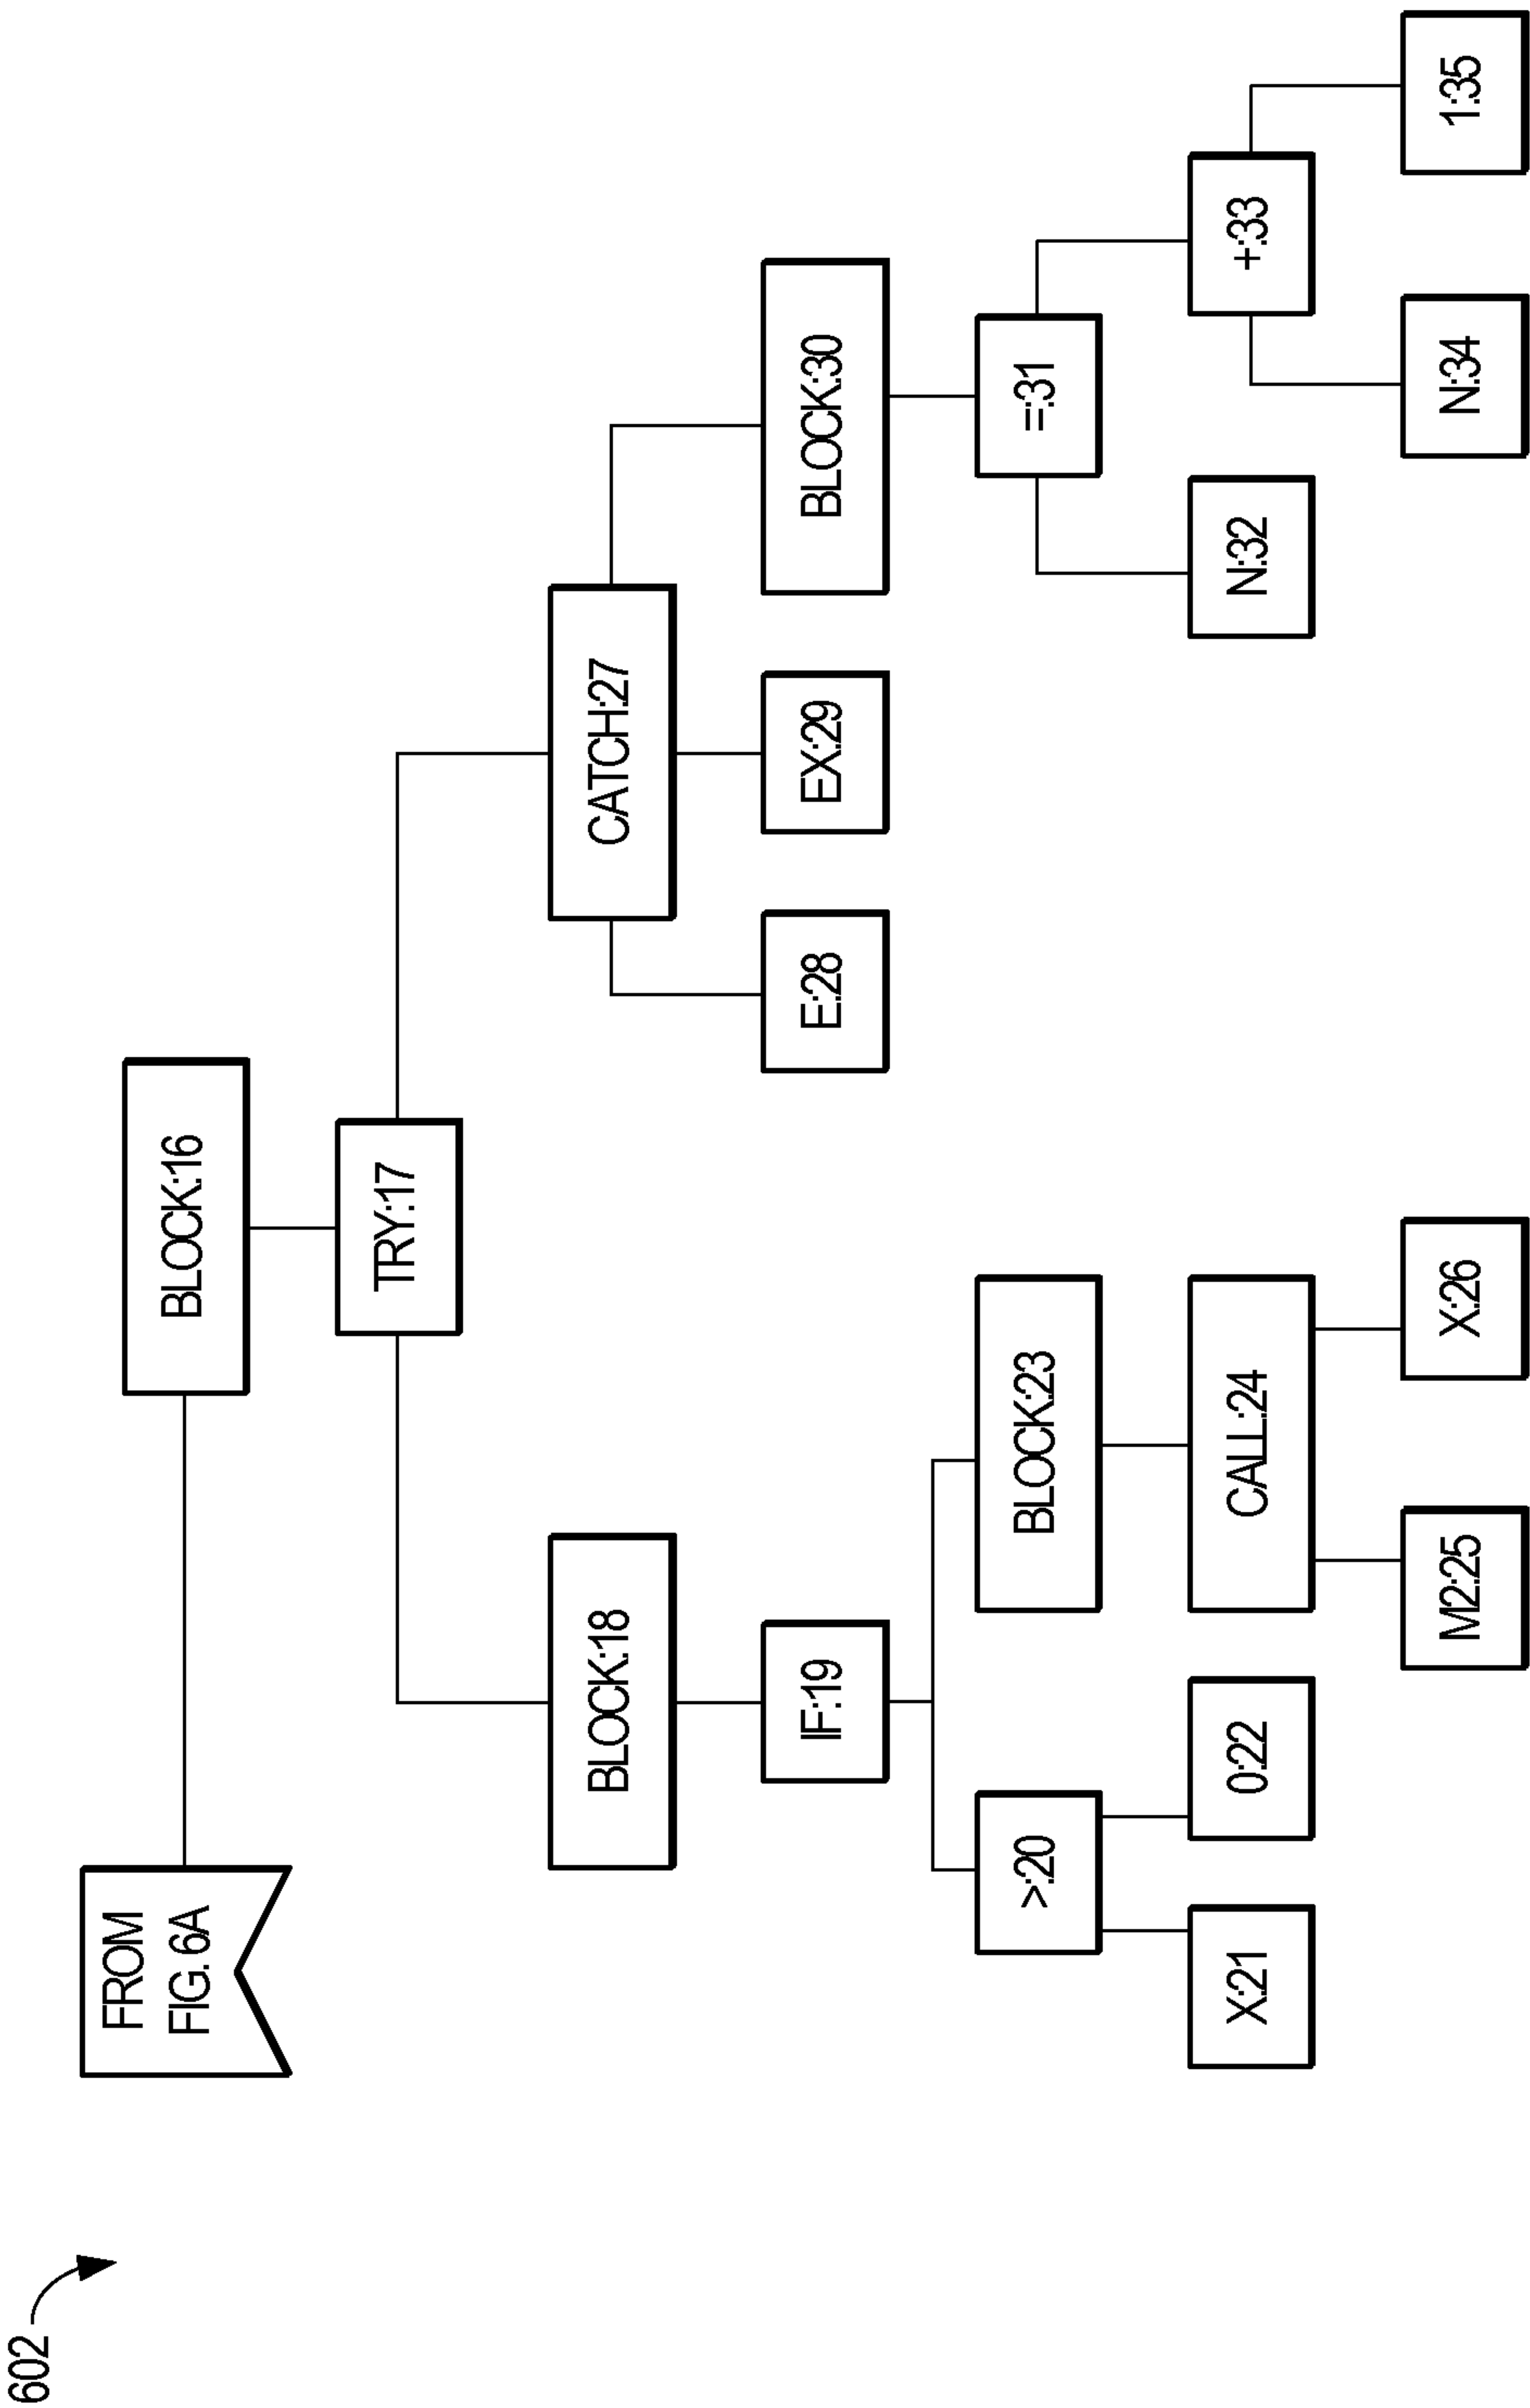 602
FROM
FIG. 6A
BLOCK:16
TRY:17
BLOCK:18
CATCH:27
IF:19
E:28
EX:29
BLOCK:30
>:20
BLOCK:23
=:31
X:21
0:22
CALL:24
N:32
+:33
M2:25
X:26
N:34
1:35